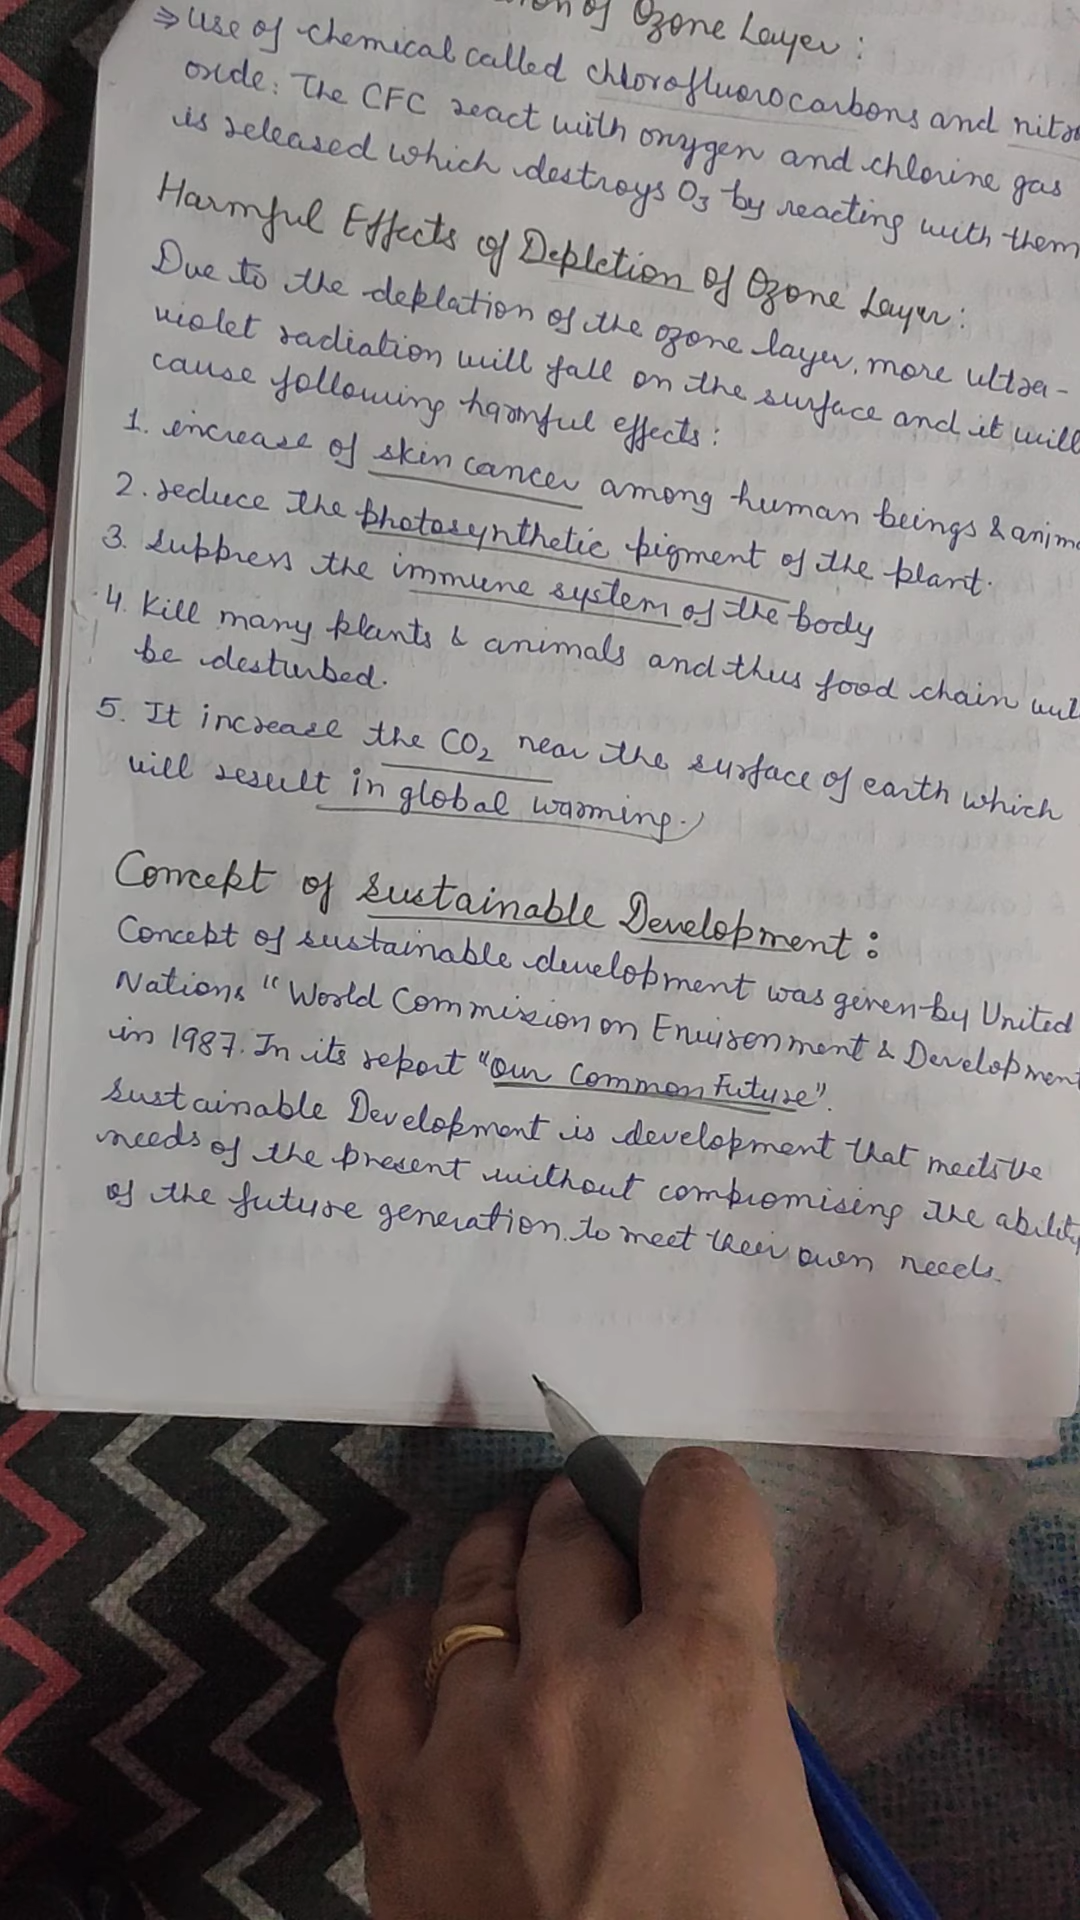 of Ozone Layer:
⇒ Use of chemical called chlorofluorocarbons and
oxide: The CFC react with oxygen and chlorine gas
is released which destroys O₃ by reacting with them
Harmful Effects of Depletion of Ozone Layer:
Due to the deplation of the ozone layer, more ultra-
violet radiation will fall on the surface and it will
cause following harmful effects:
1. increase of skin cancer among human beings &
2. reduce the photosynthetic pigment of the plant.
3. Suppress the immune system of the body
4. Kill many plants & animals and thus food chain will
be desturbed.
5. It increase the CO₂ near the surface of earth which
will result in global warming.
Concept of Sustainable Development:
Concept of sustainable development was given by United
Nations "World Commission on Environment & Development
in 1987. In its report "Our Common Future".
Sustainable Development is development that meets the
needs of the present without compromising the ability
of the future generation to meet their own needs.